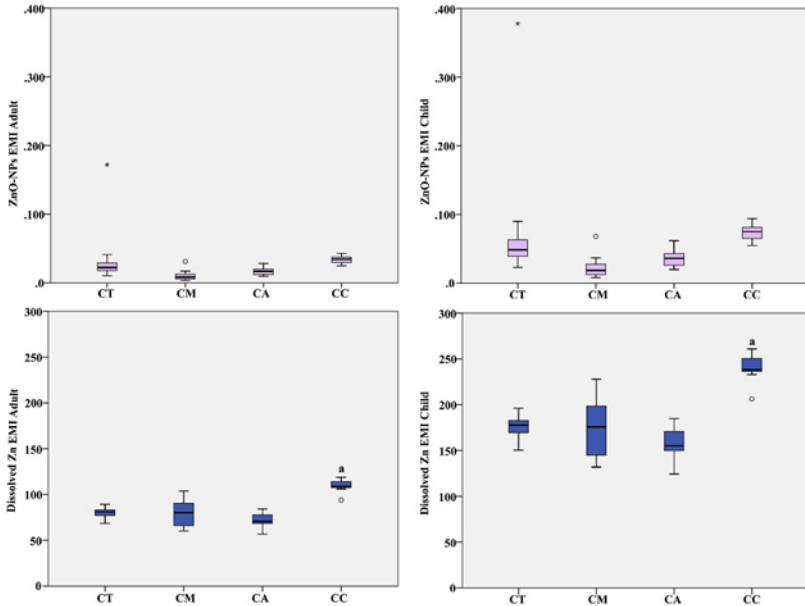 ZnO-NPs EMI Adult
.400
.300
.200
.100
.0
*
CT
CM
CA
CC
ZnO-NPs EMI Child
.400
.300
.200
.100
.0
*
CT
CM
CA
CC
Dissolved Zn EMI Adult
300
250
200
150
100
50
0
a
CT
CM
CA
CC
Dissolved Zn EMI Child
300
250
200
150
100
50
0
a
CT
CM
CA
CC